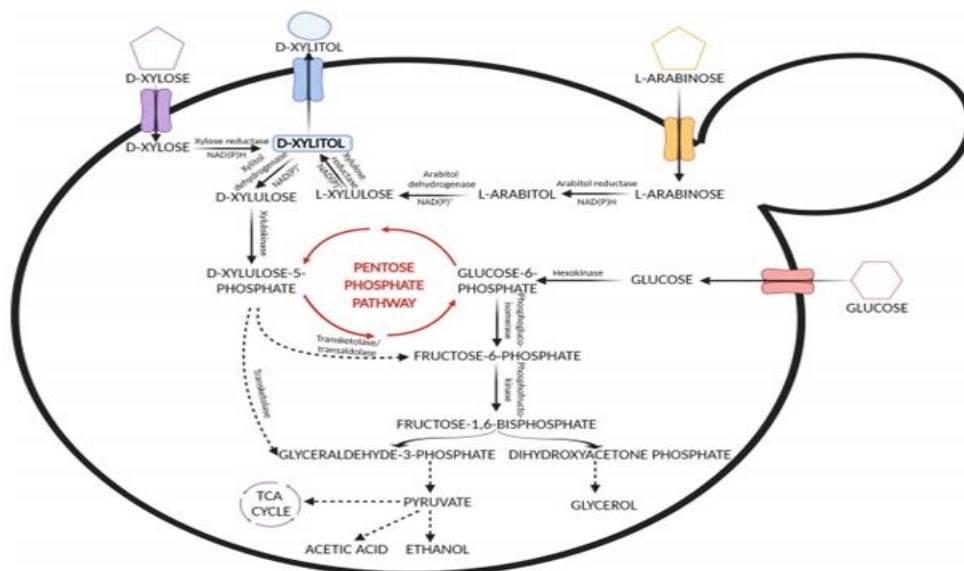 D-XYLITOL
D-XYLOSE
L-ARABINOSE
D-XYLOSE
Xylose reductase
NAD(P)H
D-XYLITOL
Xylitol
dehydrogenase
NAD(P)⁺
Xylulose
reductase
NAD(P)
D-XYLULOSE
L-XYLULOSE
Arabitol
dehydrogenase
NAD(P)⁺
L-ARABITOL
Arabitol reductase
NAD(P)H
L-ARABINOSE
Xylulokinase
D-XYLULOSE-5-
PHOSPHATE
PENTOSE
PHOSPHATE
PATHWAY
GLUCOSE-6-
PHOSPHATE
Hexokinase
GLUCOSE
GLUCOSE
Phosphogluco-
isomerase
Transketolase/
transaldolase
FRUCTOSE-6-PHOSPHATE
Transketolase
Phosphofructo-
kinase
FRUCTOSE-1,6-BISPHOSPHATE
GLYCERALDEHYDE-3-PHOSPHATE
DIHYDROXYACETONE PHOSPHATE
TCA
CYCLE
PYRUVATE
GLYCEROL
ACETIC ACID
ETHANOL